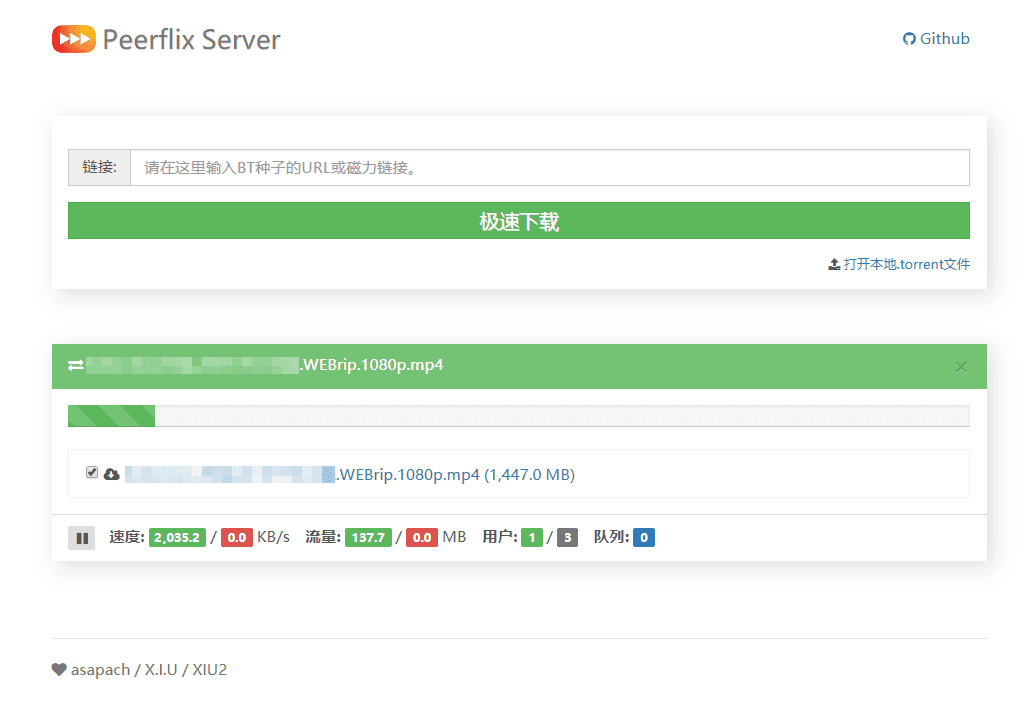 Peerflix Server
Github
链接: 请在这里输入BT种子的URL或磁力链接。
极速下载
打开本地.torrent文件
.WEBrip.1080p.mp4 ×
.WEBrip.1080p.mp4 (1,447.0 MB)
速度: 2,035.2 / 0.0 KB/s 流量: 137.7 / 0.0 MB 用户: 1 / 3 队列: 0
asapach / X.I.U / XIU2